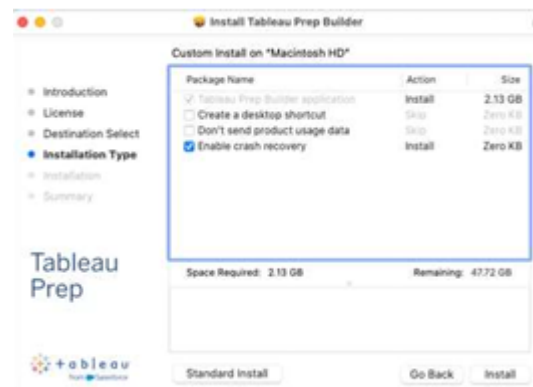 Install Tableau Prep Builder
Custom Install on "Macintosh HD"
Introduction
License
Destination Select
Installation Type
Installation
Summary
Package Name Action Size
Tableau Prep Builder application Install 2.13 GB
Create a desktop shortcut Skip Zero KB
Don't send product usage data Skip Zero KB
Enable crash recovery Install Zero KB
Space Required: 2.13 GB Remaining: 47.72 GB
Tableau
Prep
+ableau
from Salesforce
Standard Install Go Back Install